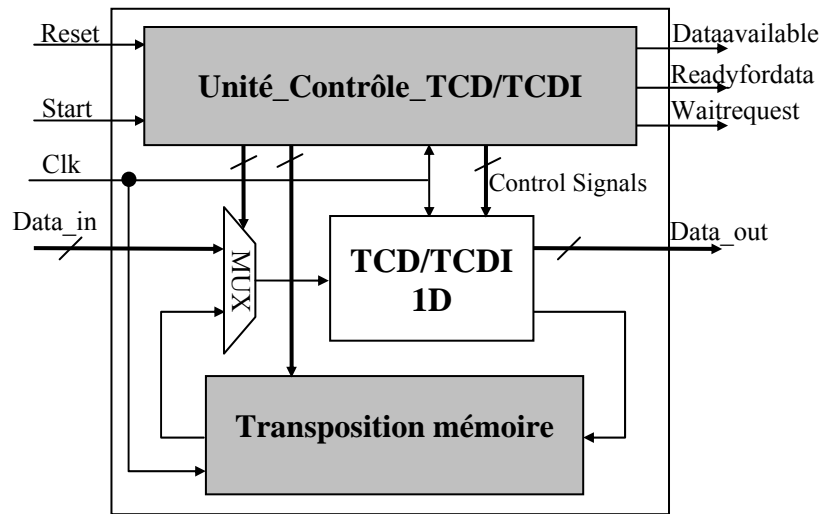 Reset
Dataavailable
Unité_Contrôle_TCD/TCDI
Readyfordata
Start
Waitrequest
Clk
Control Signals
Data_in
Data_out
MUX
TCD/TCDI
1D
Transposition mémoire